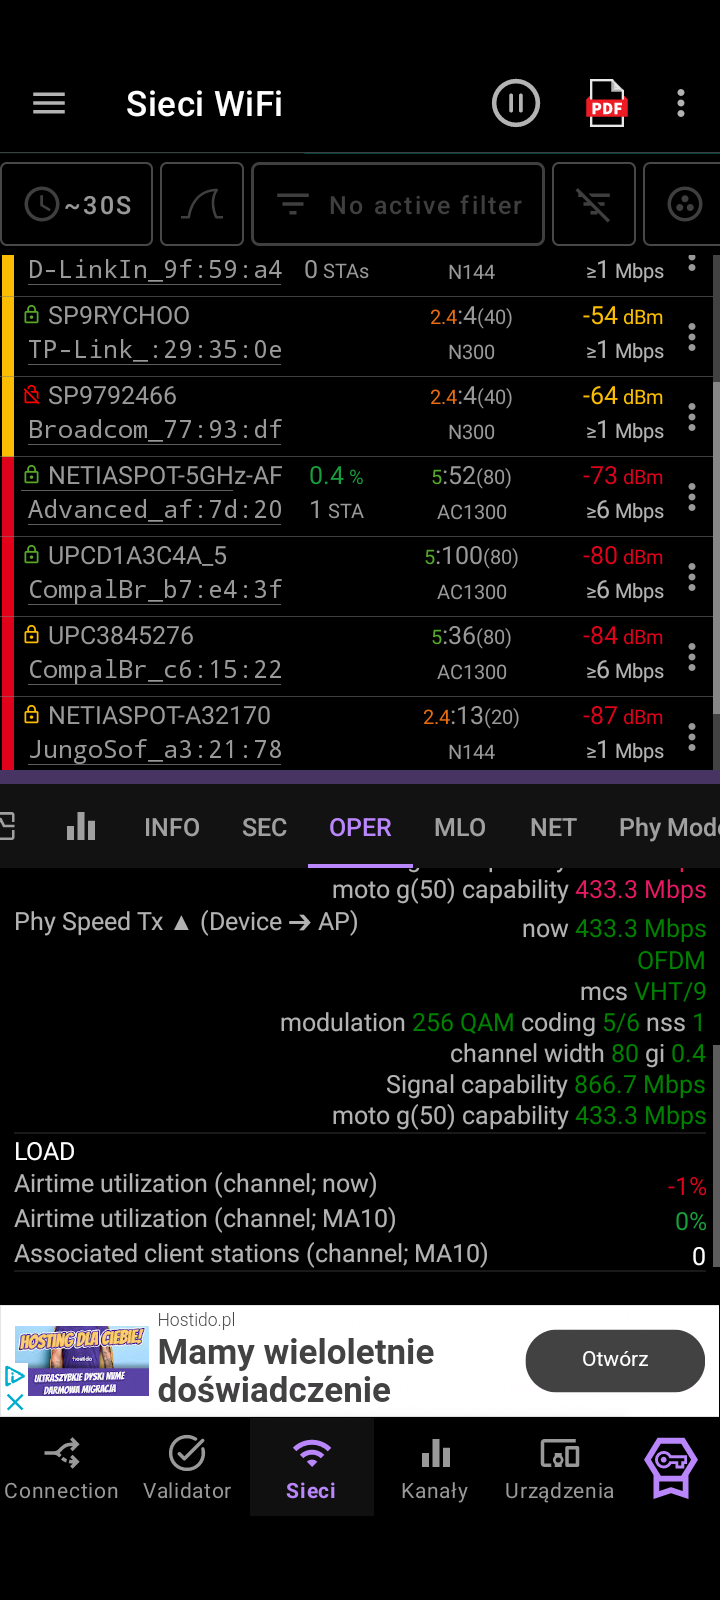 Sieci WiFi
PDF
~30S
No active filter
D-LinkIn_9f:59:a4 0 STAs N144 ≥1 Mbps
SP9RYCHOO 2.4:4(40) -54 dBm
TP-Link_:29:35:0e N300 ≥1 Mbps
SP9792466 2.4:4(40) -64 dBm
Broadcom_77:93:df N300 ≥1 Mbps
NETIASPOT-5GHz-AF 0.4 % 5:52(80) -73 dBm
Advanced_af:7d:20 1 STA AC1300 ≥6 Mbps
UPCD1A3C4A_5 5:100(80) -80 dBm
CompalBr_b7:e4:3f AC1300 ≥6 Mbps
UPC3845276 5:36(80) -84 dBm
CompalBr_c6:15:22 AC1300 ≥6 Mbps
NETIASPOT-A32170 2.4:13(20) -87 dBm
JungoSof_a3:21:78 N144 ≥1 Mbps
INFO SEC OPER MLO NET Phy Mode
moto g(50) capability 433.3 Mbps
Phy Speed Tx ▲ (Device ➔ AP) now 433.3 Mbps
OFDM
mcs VHT/9
modulation 256 QAM coding 5/6 nss 1
channel width 80 gi 0.4
Signal capability 866.7 Mbps
moto g(50) capability 433.3 Mbps
LOAD
Airtime utilization (channel; now) -1%
Airtime utilization (channel; MA10) 0%
Associated client stations (channel; MA10) 0
HOSTING DLA CIEBIE!
hostido
ULTRASZYBKIE DYSKI NVME
DARMOWA MIGRACJA
Hostido.pl
Mamy wieloletnie
doświadczenie
Otwórz
Connection Validator Sieci Kanały Urządzenia